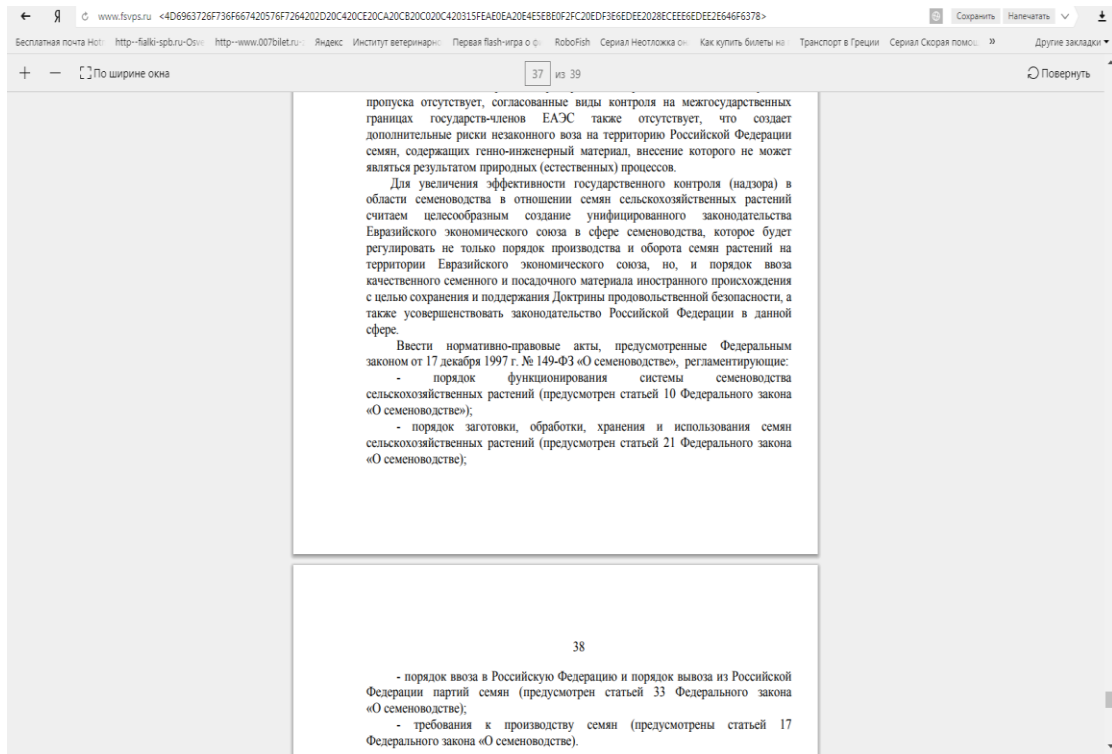 www.fsvps.ru <4D6963726F736F667420576F7264202D20C420CE20CA20CB20C020C420315FEAE0EA20E4E5EBE0F2FC20EDF3E6EDEE2028ECEEE6EDEE2E646F6378>
Сохранить Напечатать
Бесплатная почта Hot http--fialki-spb.ru-Osve http--www.007bilet.ru- Яндекс Институт ветеринарно Первая flash-игра о ф RoboFish Сериал Неотложка он Как купить билеты на Транспорт в Греции Сериал Скорая помощ » Другие закладки
+ − По ширине окна 37 из 39 Повернуть
пропуска отсутствует, согласованные виды контроля на межгосударственных
границах государств-членов ЕАЭС также отсутствует, что создает
дополнительные риски незаконного воза на территорию Российской Федерации
семян, содержащих генно-инженерный материал, внесение которого не может
являться результатом природных (естественных) процессов.
Для увеличения эффективности государственного контроля (надзора) в
области семеноводства в отношении семян сельскохозяйственных растений
считаем целесообразным создание унифицированного законодательства
Евразийского экономического союза в сфере семеноводства, которое будет
регулировать не только порядок производства и оборота семян растений на
территории Евразийского экономического союза, но, и порядок ввоза
качественного семенного и посадочного материала иностранного происхождения
с целью сохранения и поддержания Доктрины продовольственной безопасности, а
также усовершенствовать законодательство Российской Федерации в данной
сфере.
Ввести нормативно-правовые акты, предусмотренные Федеральным
законом от 17 декабря 1997 г. № 149-ФЗ «О семеноводстве», регламентирующие:
- порядок функционирования системы семеноводства
сельскохозяйственных растений (предусмотрен статьей 10 Федерального закона
«О семеноводстве»);
- порядок заготовки, обработки, хранения и использования семян
сельскохозяйственных растений (предусмотрен статьей 21 Федерального закона
«О семеноводстве);
38
- порядок ввоза в Российскую Федерацию и порядок вывоза из Российской
Федерации партий семян (предусмотрен статьей 33 Федерального закона
«О семеноводстве);
- требования к производству семян (предусмотрены статьей 17
Федерального закона «О семеноводстве).